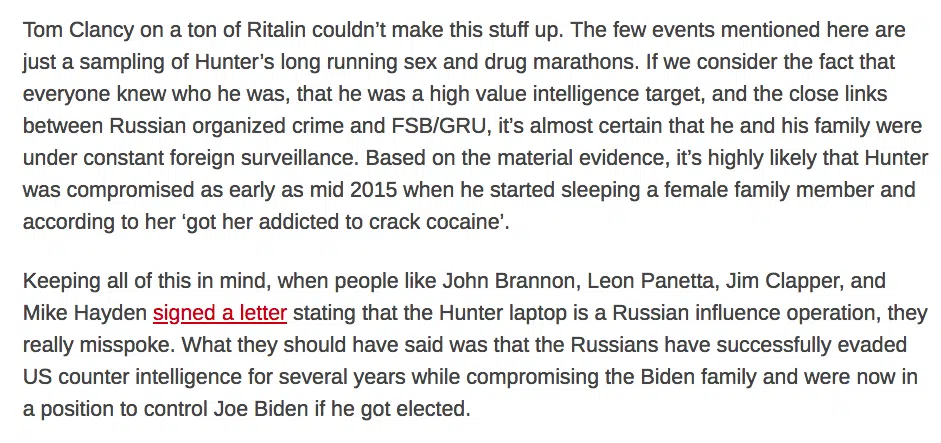 Tom Clancy on a ton of Ritalin couldn’t make this stuff up. The few events mentioned here are
just a sampling of Hunter’s long running sex and drug marathons. If we consider the fact that
everyone knew who he was, that he was a high value intelligence target, and the close links
between Russian organized crime and FSB/GRU, it’s almost certain that he and his family were
under constant foreign surveillance. Based on the material evidence, it’s highly likely that Hunter
was compromised as early as mid 2015 when he started sleeping a female family member and
according to her ‘got her addicted to crack cocaine’.
Keeping all of this in mind, when people like John Brannon, Leon Panetta, Jim Clapper, and
Mike Hayden signed a letter stating that the Hunter laptop is a Russian influence operation, they
really misspoke. What they should have said was that the Russians have successfully evaded
US counter intelligence for several years while compromising the Biden family and were now in
a position to control Joe Biden if he got elected.